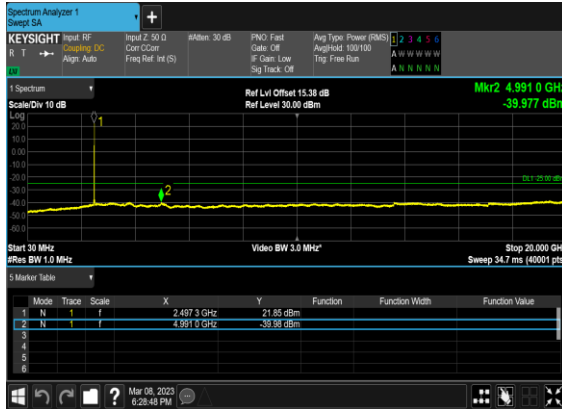 Spectrum Analyzer 1
Swept SA
KEYSIGHT
R T
LU
Input: RF
Coupling: DC
Align: Auto
Input Z: 50 Ω
Corr CCorr
Freq Ref: Int (S)
#Atten: 30 dB
PNO: Fast
Gate: Off
IF Gain: Low
Sig Track: Off
Avg Type: Power (RMS)
Avg|Hold: 100/100
Trig: Free Run
1 2 3 4 5 6
A W W W W W
A N N N N N
1 Spectrum
Scale/Div 10 dB
Ref Lvl Offset 15.38 dB
Ref Level 30.00 dBm
Mkr2 4.991 0 GHz
-39.977 dBm
Log
20.0
10.0
0.00
-10.0
-20.0
-30.0
-40.0
-50.0
-60.0
1
2
DL1 -25.00 dBm
Start 30 MHz
#Res BW 1.0 MHz
Video BW 3.0 MHz*
Stop 20.000 GHz
Sweep 34.7 ms (40001 pts)
5 Marker Table
Mode Trace Scale X Y Function Function Width Function Value
1 N 1 f 2.497 3 GHz 21.85 dBm
2 N 1 f 4.991 0 GHz -39.98 dBm
3
4
5
6
?
Mar 08, 2023
6:28:48 PM